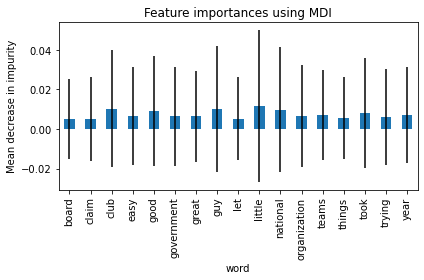 Feature importances using MDI
Mean decrease in impurity
0.04
0.02
0.00
−0.02
board
claim
club
easy
good
government
great
guy
let
little
national
organization
teams
things
took
trying
year
word